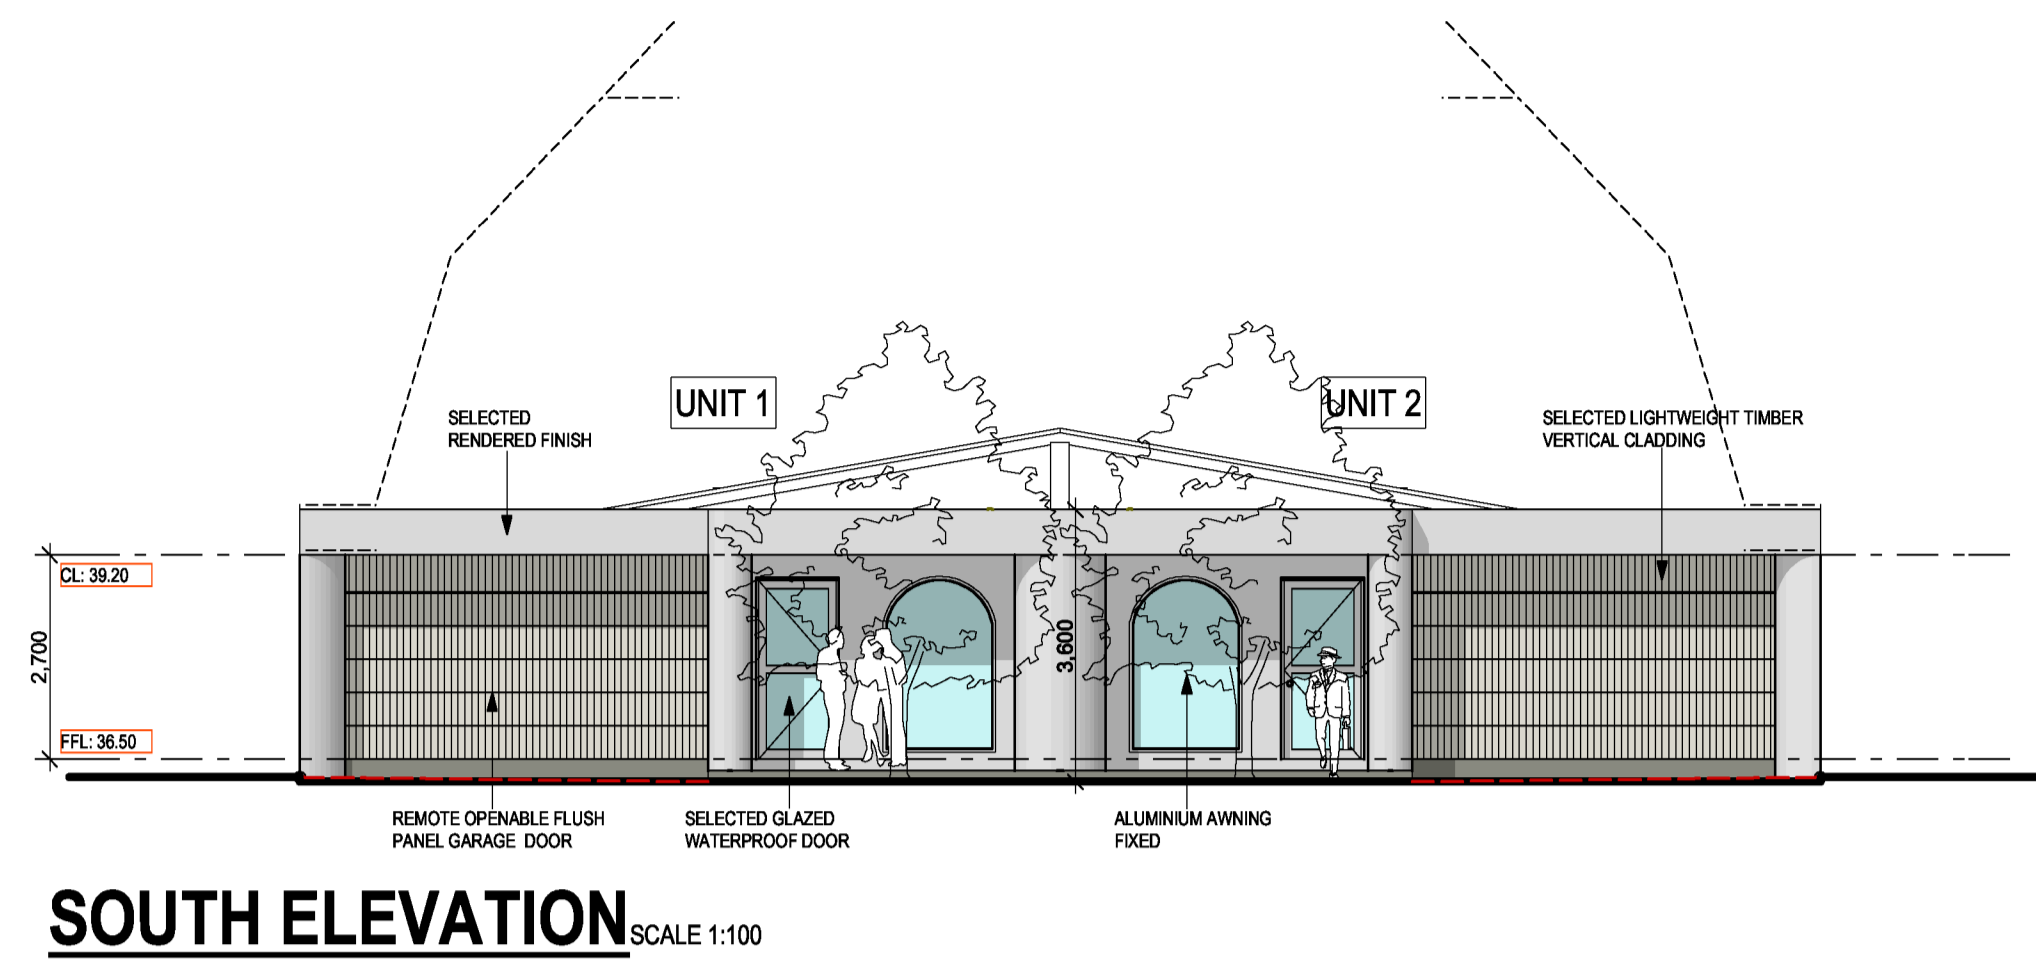 UNIT 1
UNIT 2
SELECTED
RENDERED FINISH
SELECTED LIGHTWEIGHT TIMBER
VERTICAL CLADDING
CL: 39.20
2,700
3,600
FFL: 36.50
REMOTE OPENABLE FLUSH
PANEL GARAGE DOOR
SELECTED GLAZED
WATERPROOF DOOR
ALUMINIUM AWNING
FIXED
SOUTH ELEVATION SCALE 1:100